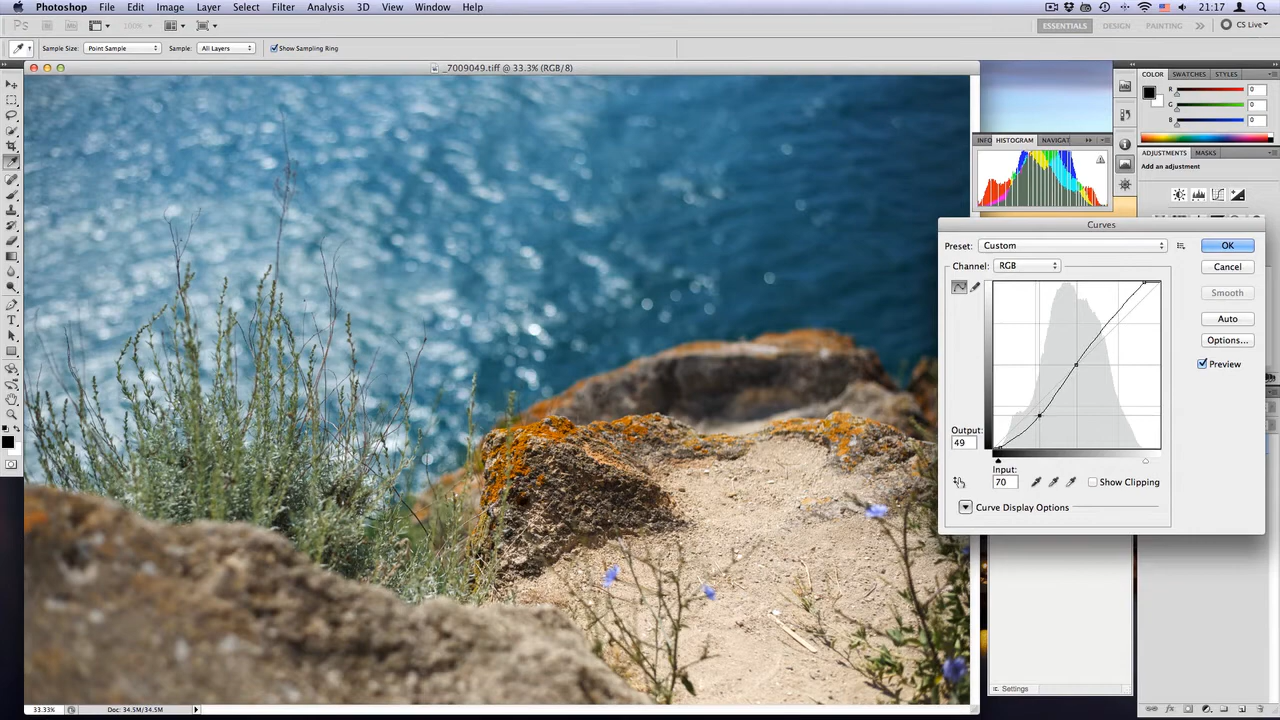 Photoshop File Edit Image Layer Select Filter Analysis 3D View Window Help 21:17
Ps Br Mb 100% ESSENTIALS DESIGN PAINTING CS Live
Sample Size: Point Sample Sample: All Layers Show Sampling Ring
_7009049.tiff @ 33.3% (RGB/8)
COLOR SWATCHES STYLES
R 0
G 0
B 0
INFO HISTOGRAM NAVIGAT
ADJUSTMENTS MASKS
Add an adjustment
Curves
Preset: Custom
OK
Channel: RGB
Cancel
Smooth
Auto
Options...
Preview
Output:
49
Input:
70
Show Clipping
Curve Display Options
Settings
33.33% Doc: 34.5M/34.5M